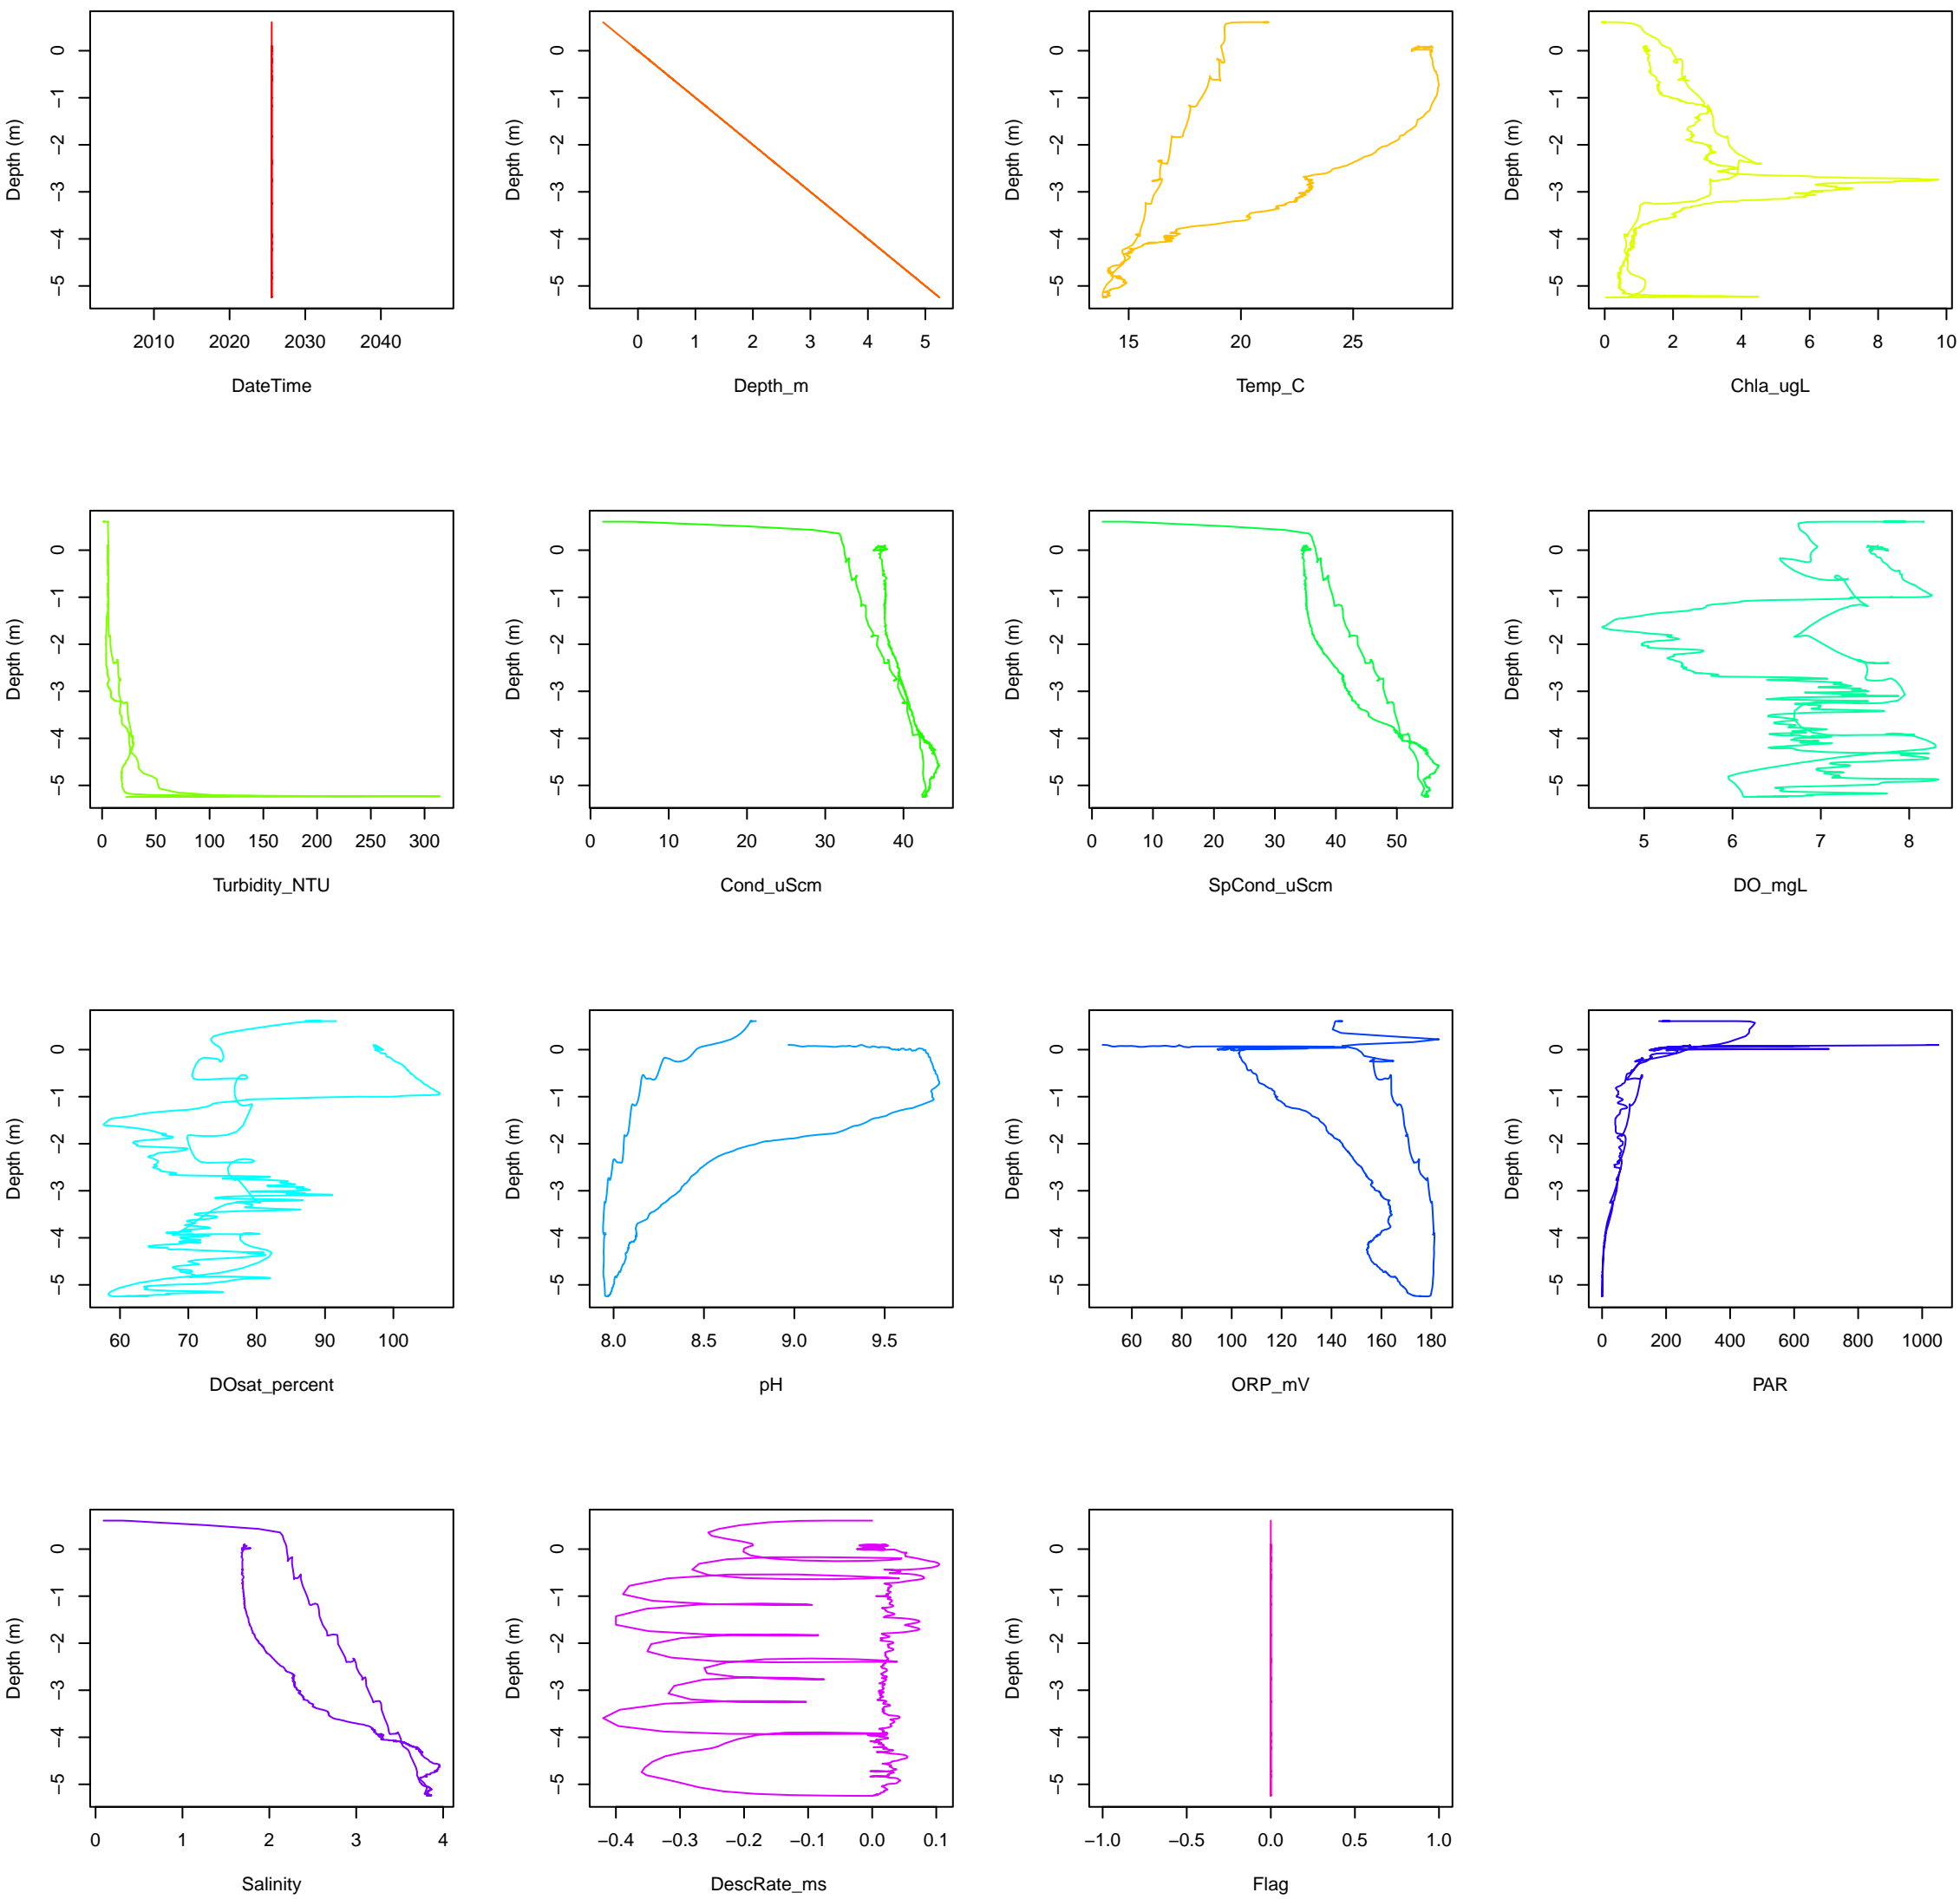 Depth (m)
0 −1 −2 −3 −4 −5
2010 2020 2030 2040
DateTime
Depth (m)
0 −1 −2 −3 −4 −5
0 1 2 3 4 5
Depth_m
Depth (m)
0 −1 −2 −3 −4 −5
15 20 25
Temp_C
Depth (m)
0 −1 −2 −3 −4 −5
0 2 4 6 8 10
Chla_ugL
Depth (m)
0 −1 −2 −3 −4 −5
0 50 100 150 200 250 300
Turbidity_NTU
Depth (m)
0 −1 −2 −3 −4 −5
0 10 20 30 40
Cond_uScm
Depth (m)
0 −1 −2 −3 −4 −5
0 10 20 30 40 50
SpCond_uScm
Depth (m)
0 −1 −2 −3 −4 −5
5 6 7 8
DO_mgL
Depth (m)
0 −1 −2 −3 −4 −5
60 70 80 90 100
DOsat_percent
Depth (m)
0 −1 −2 −3 −4 −5
8.0 8.5 9.0 9.5
pH
Depth (m)
0 −1 −2 −3 −4 −5
60 80 100 120 140 160 180
ORP_mV
Depth (m)
0 −1 −2 −3 −4 −5
0 200 400 600 800 1000
PAR
Depth (m)
0 −1 −2 −3 −4 −5
0 1 2 3 4
Salinity
Depth (m)
0 −1 −2 −3 −4 −5
−0.4 −0.3 −0.2 −0.1 0.0 0.1
DescRate_ms
Depth (m)
0 −1 −2 −3 −4 −5
−1.0 −0.5 0.0 0.5 1.0
Flag